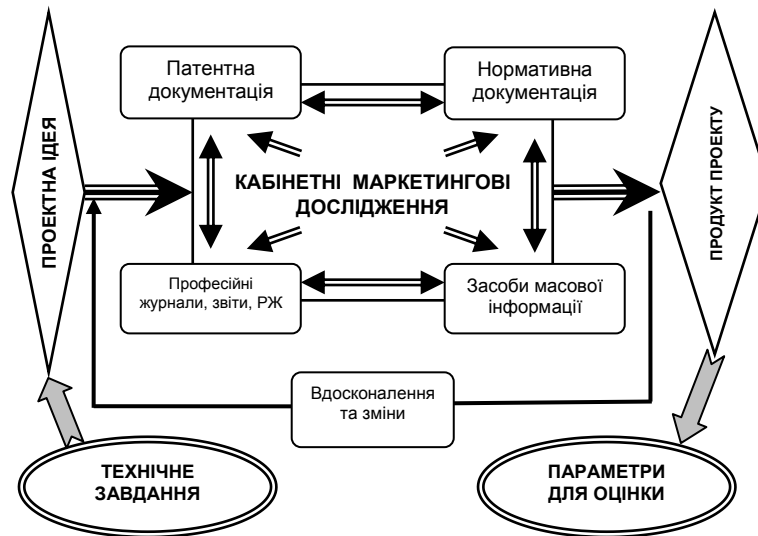 Патентна
документація
Нормативна
документація
ПРОЕКТНА ІДЕЯ
КАБІНЕТНІ МАРКЕТИНГОВІ
ДОСЛІДЖЕННЯ
ПРОДУКТ ПРОЕКТУ
Професійні
журнали, звіти, РЖ
Засоби масової
інформації
Вдосконалення
та зміни
ТЕХНІЧНЕ
ЗАВДАННЯ
ПАРАМЕТРИ
ДЛЯ ОЦІНКИ